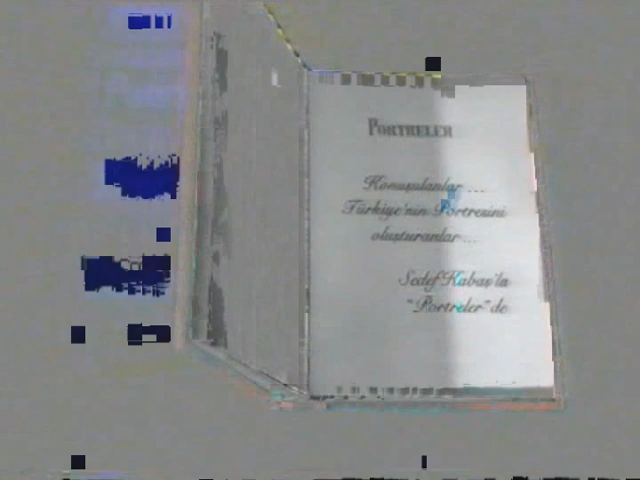 PORTRELER
Konuşulanlar ...
Türkiye'nin Portresini
oluşturanlar ...
Sedef Kabaş'la
"Portreler" de